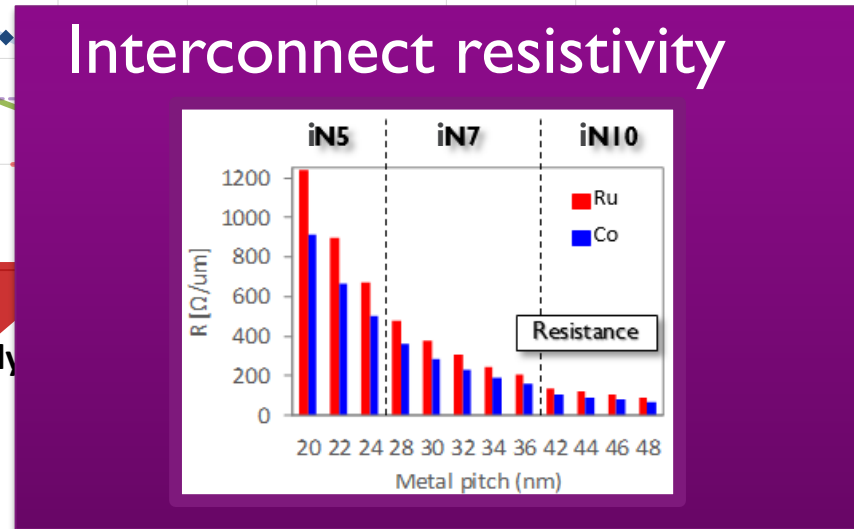 Interconnect resistivity
iN5 iN7 iN10
1200
1000
800
600
400
200
0
R [Ω/um]
Ru
Co
Resistance
20 22 24 28 30 32 34 36 42 44 46 48
Metal pitch (nm)